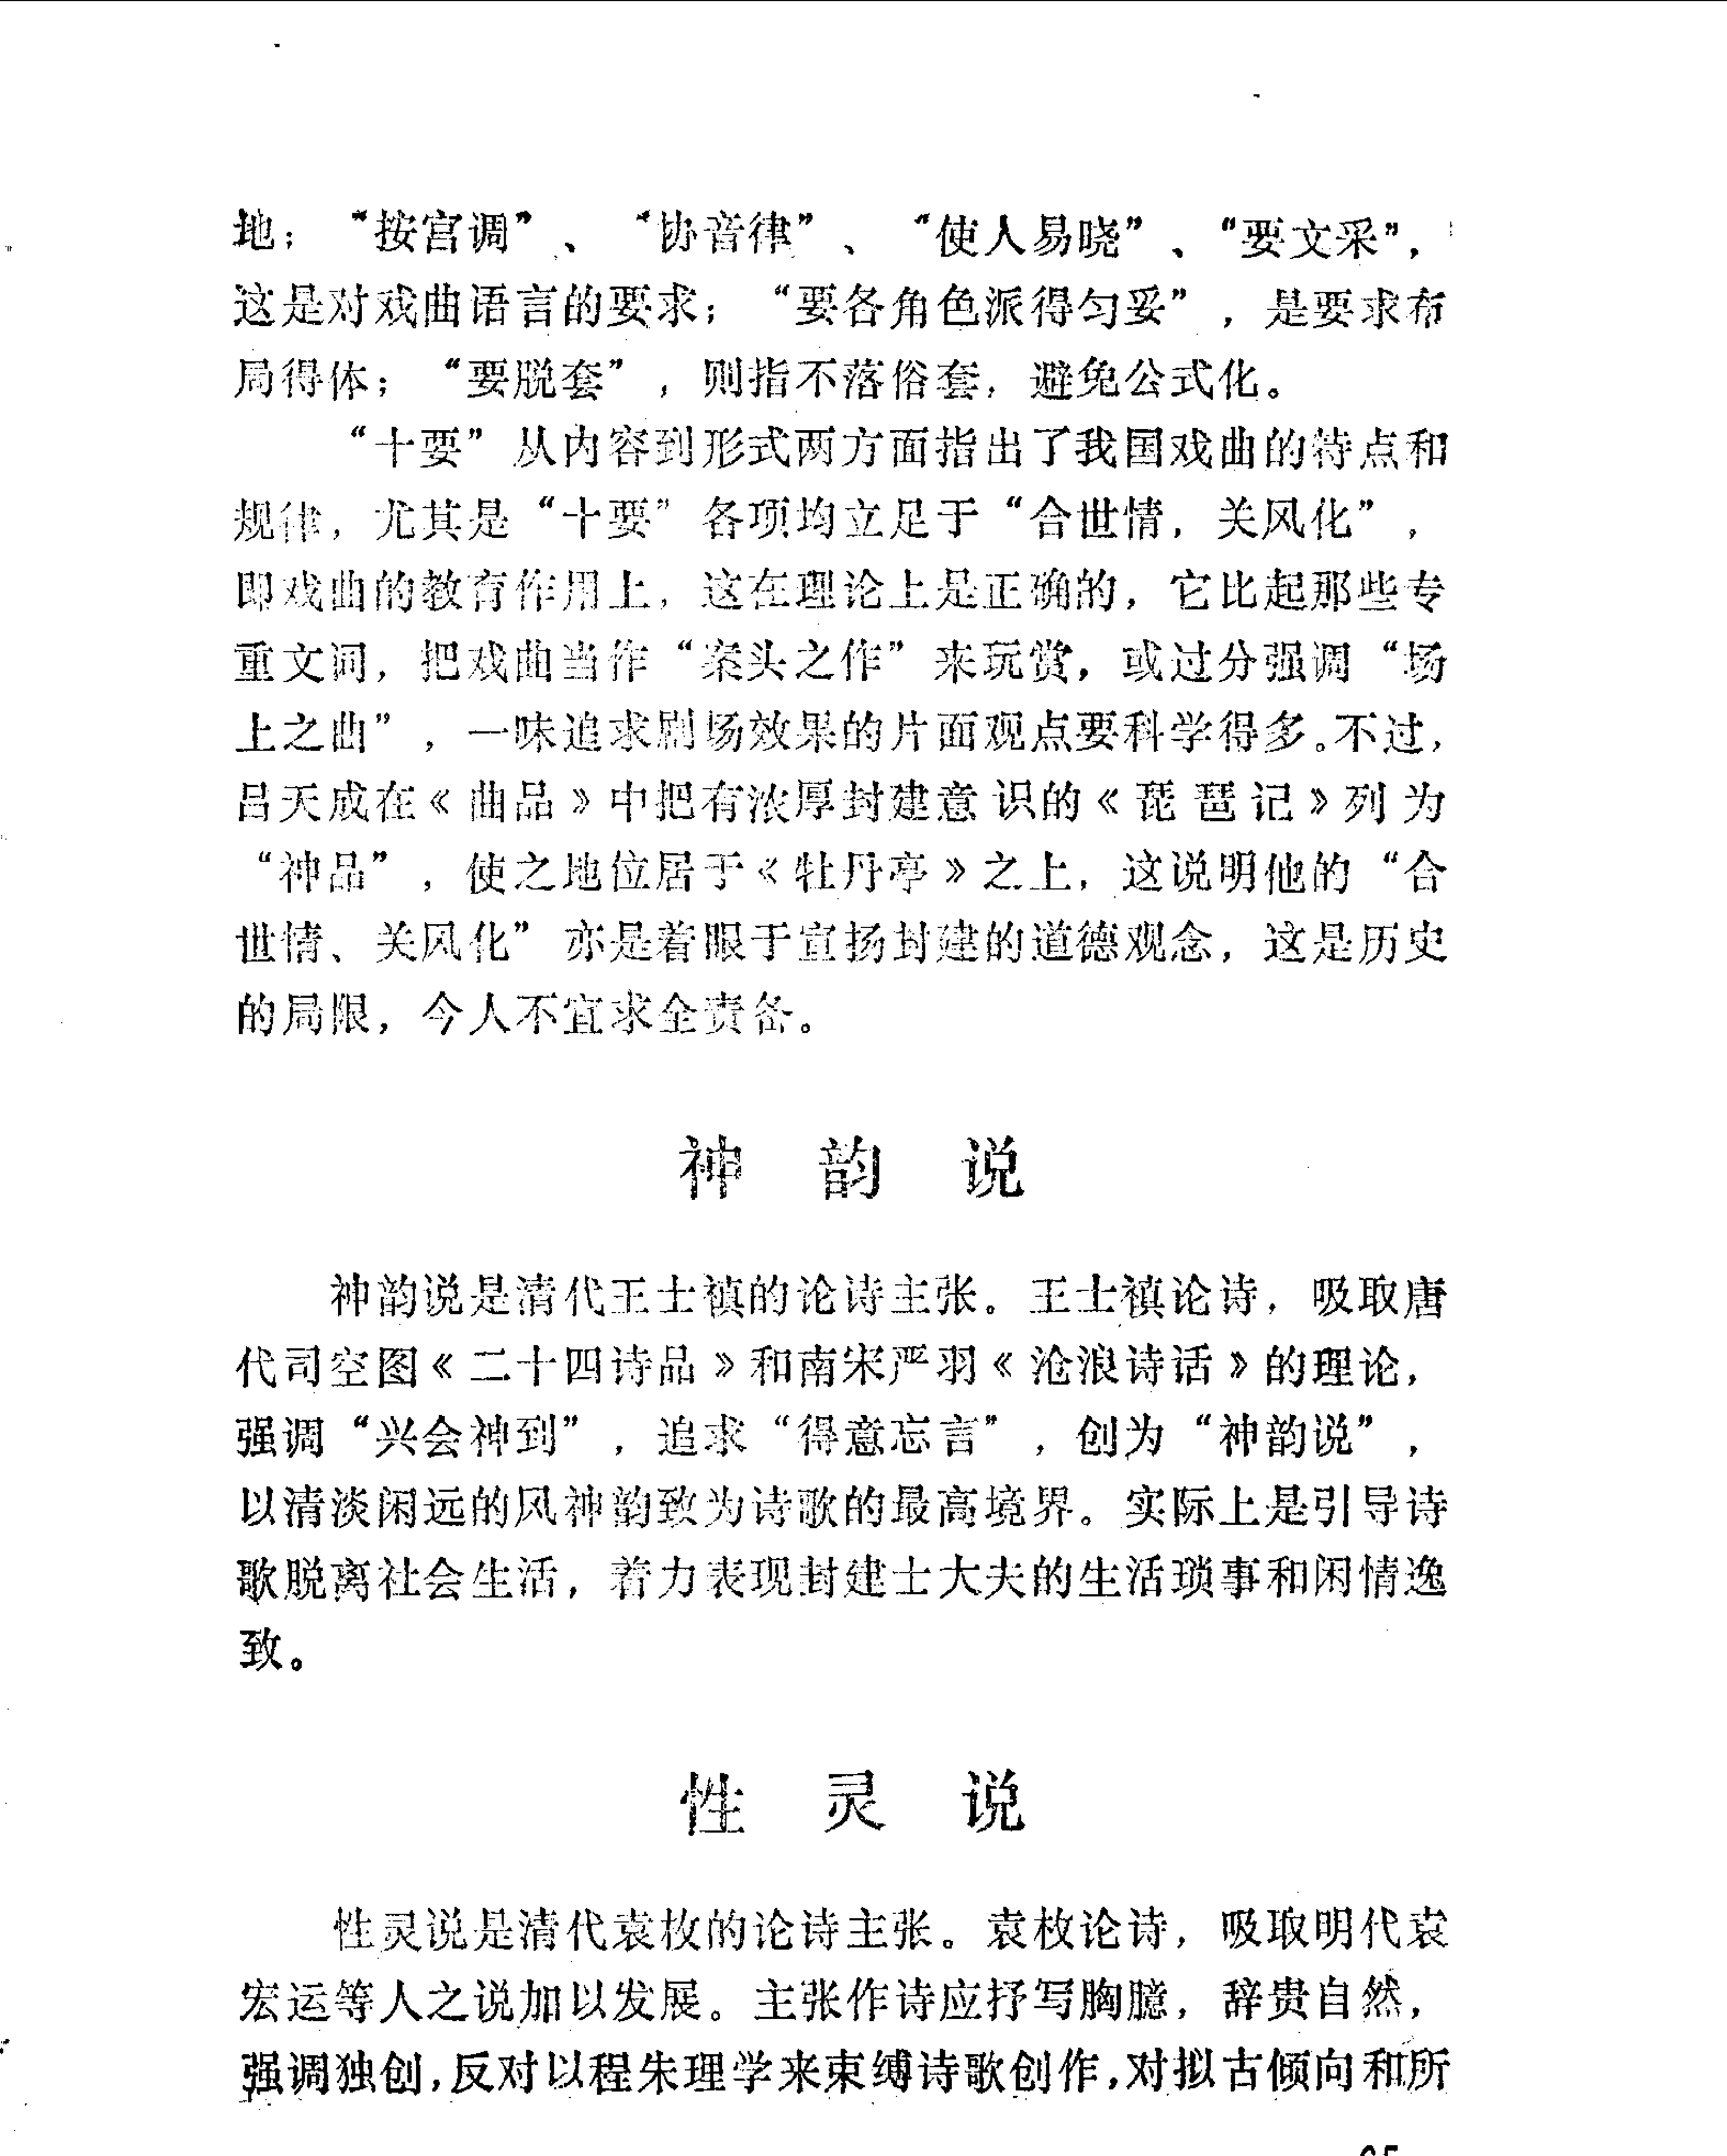 地；“按宫调”、“协音律”、“使人易晓”、“要文采”，
这是对戏曲语言的要求；“要各角色派得匀妥”，是要求布
局得体；“要脱套”，则指不落俗套，避免公式化。
“十要”从内容到形式两方面指出了我国戏曲的特点和
规律，尤其是“十要”各项均立足于“合世情，关风化”，
即戏曲的教育作用上，这在理论上是正确的，它比起那些专
重文词，把戏曲当作“案头之作”来玩赏，或过分强调“场
上之曲”，一味追求剧场效果的片面观点要科学得多。不过，
吕天成在《曲品》中把有浓厚封建意识的《琵琶记》列为
“神品”，使之地位居于《牡丹亭》之上，这说明他的“合
世情、关风化”亦是着眼于宣扬封建的道德观念，这是历史
的局限，今人不宜求全责备。
神韵说
神韵说是清代王士禛的论诗主张。王士禛论诗，吸取唐
代司空图《二十四诗品》和南宋严羽《沧浪诗话》的理论，
强调“兴会神到”，追求“得意忘言”，创为“神韵说”，
以清淡闲远的风神韵致为诗歌的最高境界。实际上是引导诗
歌脱离社会生活，着力表现封建士大夫的生活琐事和闲情逸
致。
性灵说
性灵说是清代袁枚的论诗主张。袁枚论诗，吸取明代袁
宏运等人之说加以发展。主张作诗应抒写胸臆，辞贵自然，
强调独创，反对以程朱理学来束缚诗歌创作，对拟古倾向和所